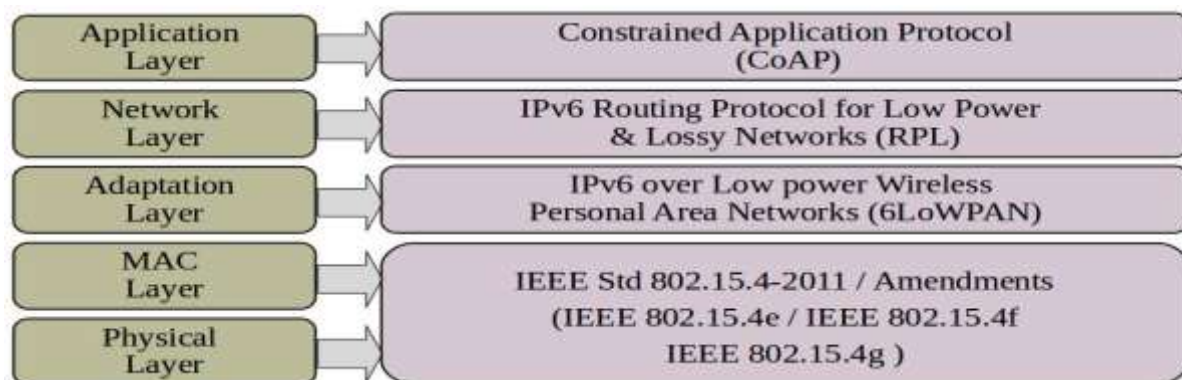 Application
Layer
Constrained Application Protocol
(CoAP)
Network
Layer
IPv6 Routing Protocol for Low Power
& Lossy Networks (RPL)
Adaptation
Layer
IPv6 over Low power Wireless
Personal Area Networks (6LoWPAN)
MAC
Layer
Physical
Layer
IEEE Std 802.15.4-2011 / Amendments
(IEEE 802.15.4e / IEEE 802.15.4f
IEEE 802.15.4g )